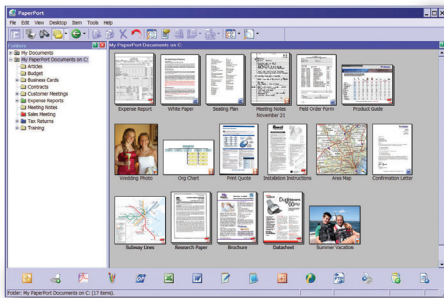 PaperPort
File Edit View Desktop Item Tools Help
Folders
My PaperPort Documents on C:
My Documents
My PaperPort Documents on C:
Articles
Budget
Business Cards
Contracts
Customer Meetings
Expense Reports
Meeting Notes
Sales Meeting
Tax Returns
Training
Expense Report
White Paper
Seating Plan
Meeting Notes
November 21
Field Order Form
Product Guide
Wedding Photo
Org Chart
Print Quote
Installation Instructions
Area Map
Confirmation Letter
Subway Lines
Research Paper
Brochure
Datasheet
Summer Vacation
Folder: My PaperPort Documents on C: (17 items).